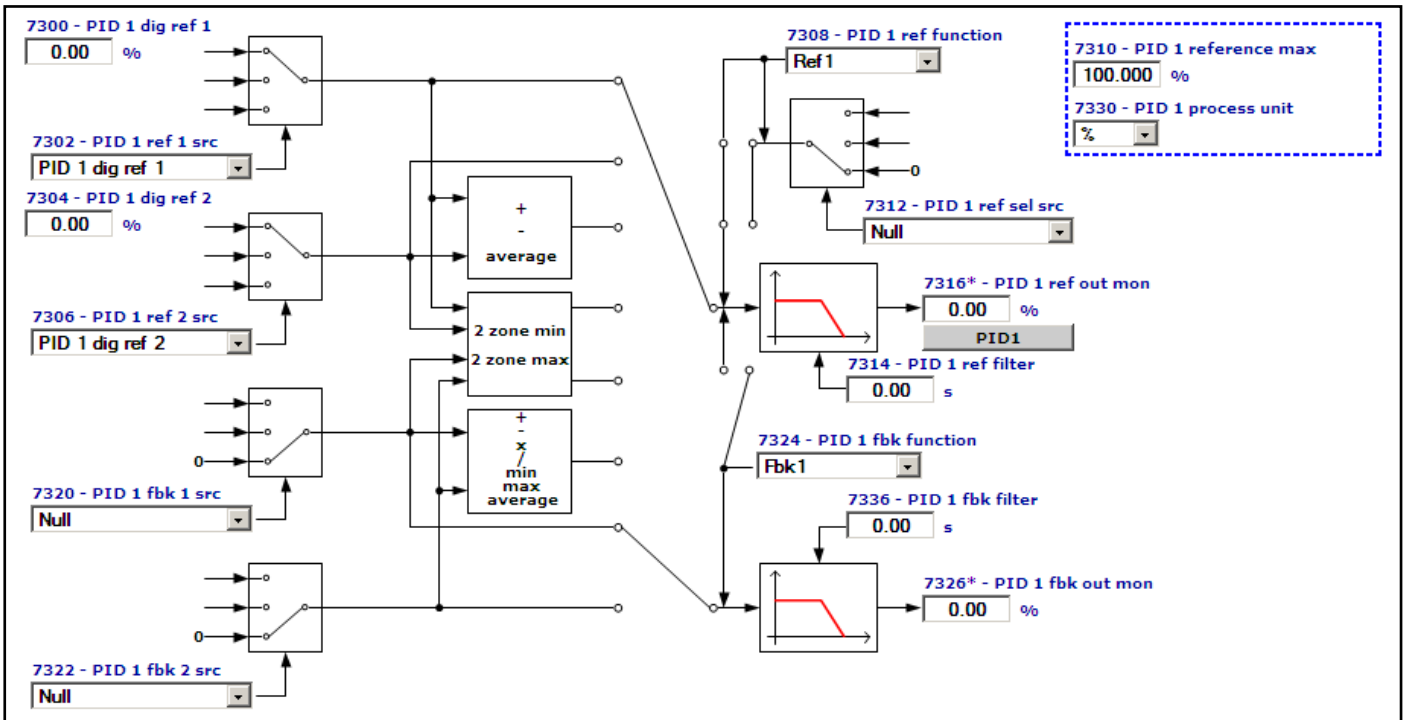 7300 - PID 1 dig ref 1
0.00 %
7302 - PID 1 ref 1 src
PID 1 dig ref 1
7304 - PID 1 dig ref 2
0.00 %
7306 - PID 1 ref 2 src
PID 1 dig ref 2
0
7320 - PID 1 fbk 1 src
Null
0
7322 - PID 1 fbk 2 src
Null
+
-
average
2 zone min
2 zone max
+
-
x
/
min
max
average
7308 - PID 1 ref function
Ref 1
0
7312 - PID 1 ref sel src
Null
7316* - PID 1 ref out mon
0.00 %
PID1
7314 - PID 1 ref filter
0.00 s
7324 - PID 1 fbk function
Fbk1
7336 - PID 1 fbk filter
0.00 s
7326* - PID 1 fbk out mon
0.00 %
7310 - PID 1 reference max
100.000 %
7330 - PID 1 process unit
%